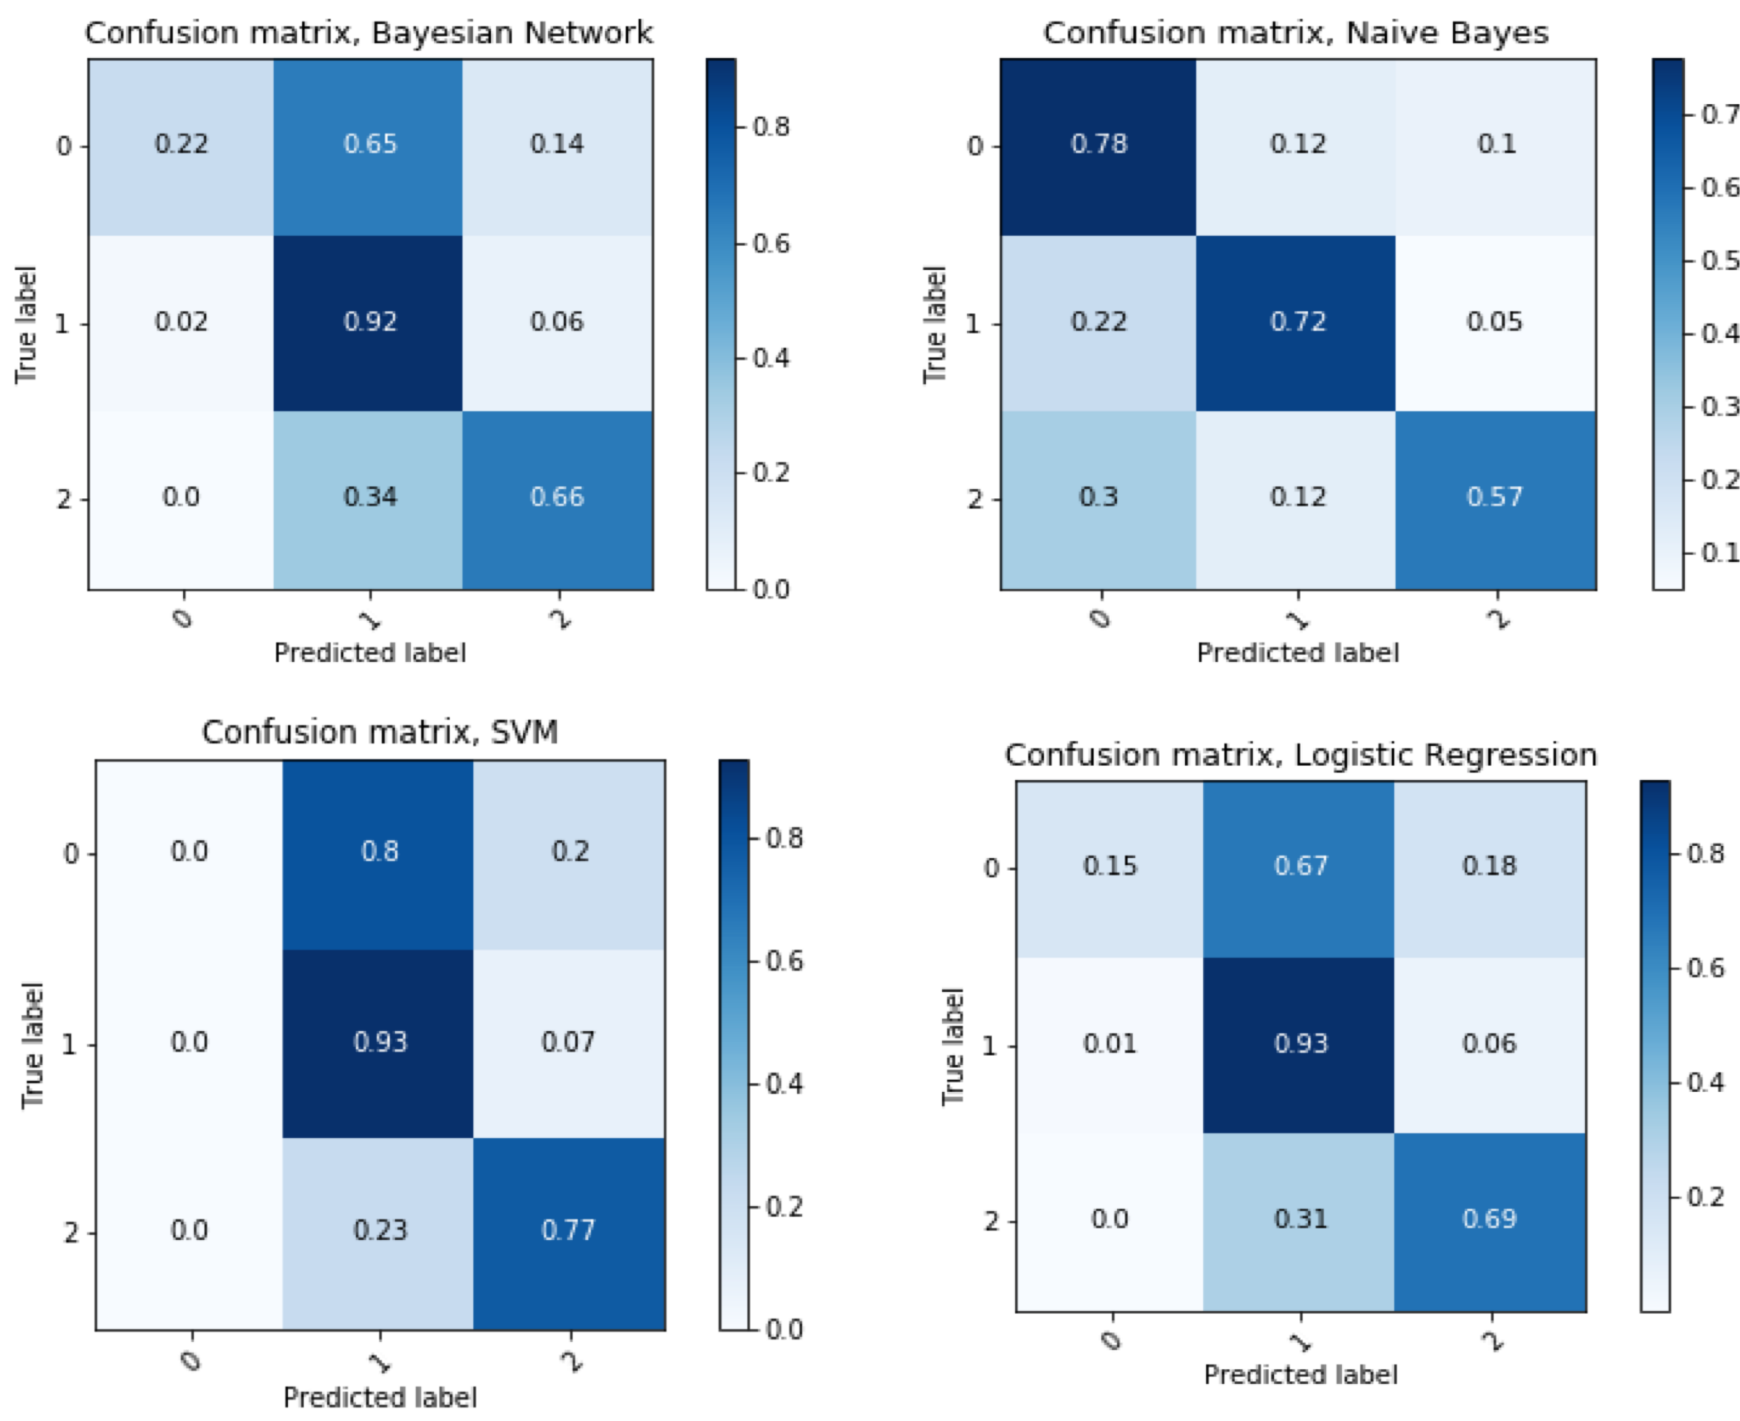 Confusion matrix, Bayesian Network
0 0.22 0.65 0.14
1 0.02 0.92 0.06
2 0.0 0.34 0.66
0 1 2
True label
Predicted label
0.8
0.6
0.4
0.2
0.0
Confusion matrix, Naive Bayes
0 0.78 0.12 0.1
1 0.22 0.72 0.05
2 0.3 0.12 0.57
0 1 2
True label
Predicted label
0.7
0.6
0.5
0.4
0.3
0.2
0.1
Confusion matrix, SVM
0 0.0 0.8 0.2
1 0.0 0.93 0.07
2 0.0 0.23 0.77
0 1 2
True label
Predicted label
0.8
0.6
0.4
0.2
0.0
Confusion matrix, Logistic Regression
0 0.15 0.67 0.18
1 0.01 0.93 0.06
2 0.0 0.31 0.69
0 1 2
True label
Predicted label
0.8
0.6
0.4
0.2